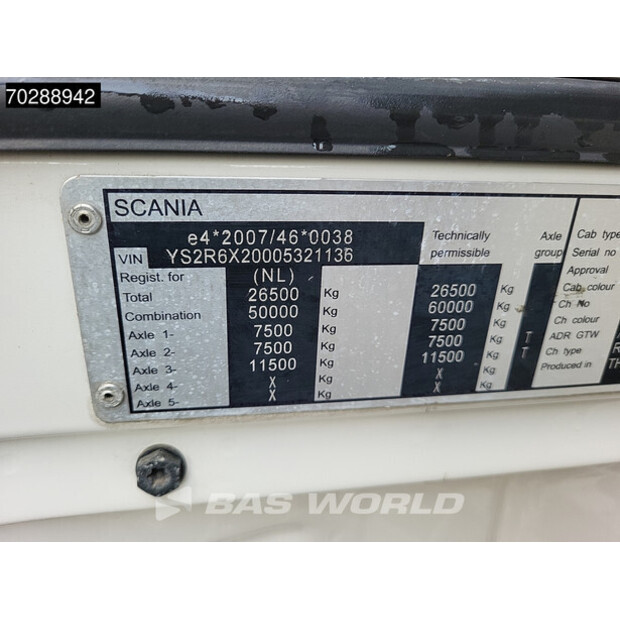 70288942
SCANIA
e4*2007/46*0038
VIN YS2R6X20005321136
Technically permissible
Axle group
Regist. for (NL)
Total 26500 Kg 26500 Kg
Combination 50000 Kg 60000 Kg
Axle 1- 7500 Kg 7500 Kg
Axle 2- 7500 Kg 7500 Kg T
Axle 3- 11500 Kg 11500 Kg T
Axle 4- X Kg X Kg
Axle 5- X Kg X Kg
Cab type
Serial no
Approval
Cab colour
Ch No
Ch colour
ADR GTW
Ch type
Produced in
BAS WORLD